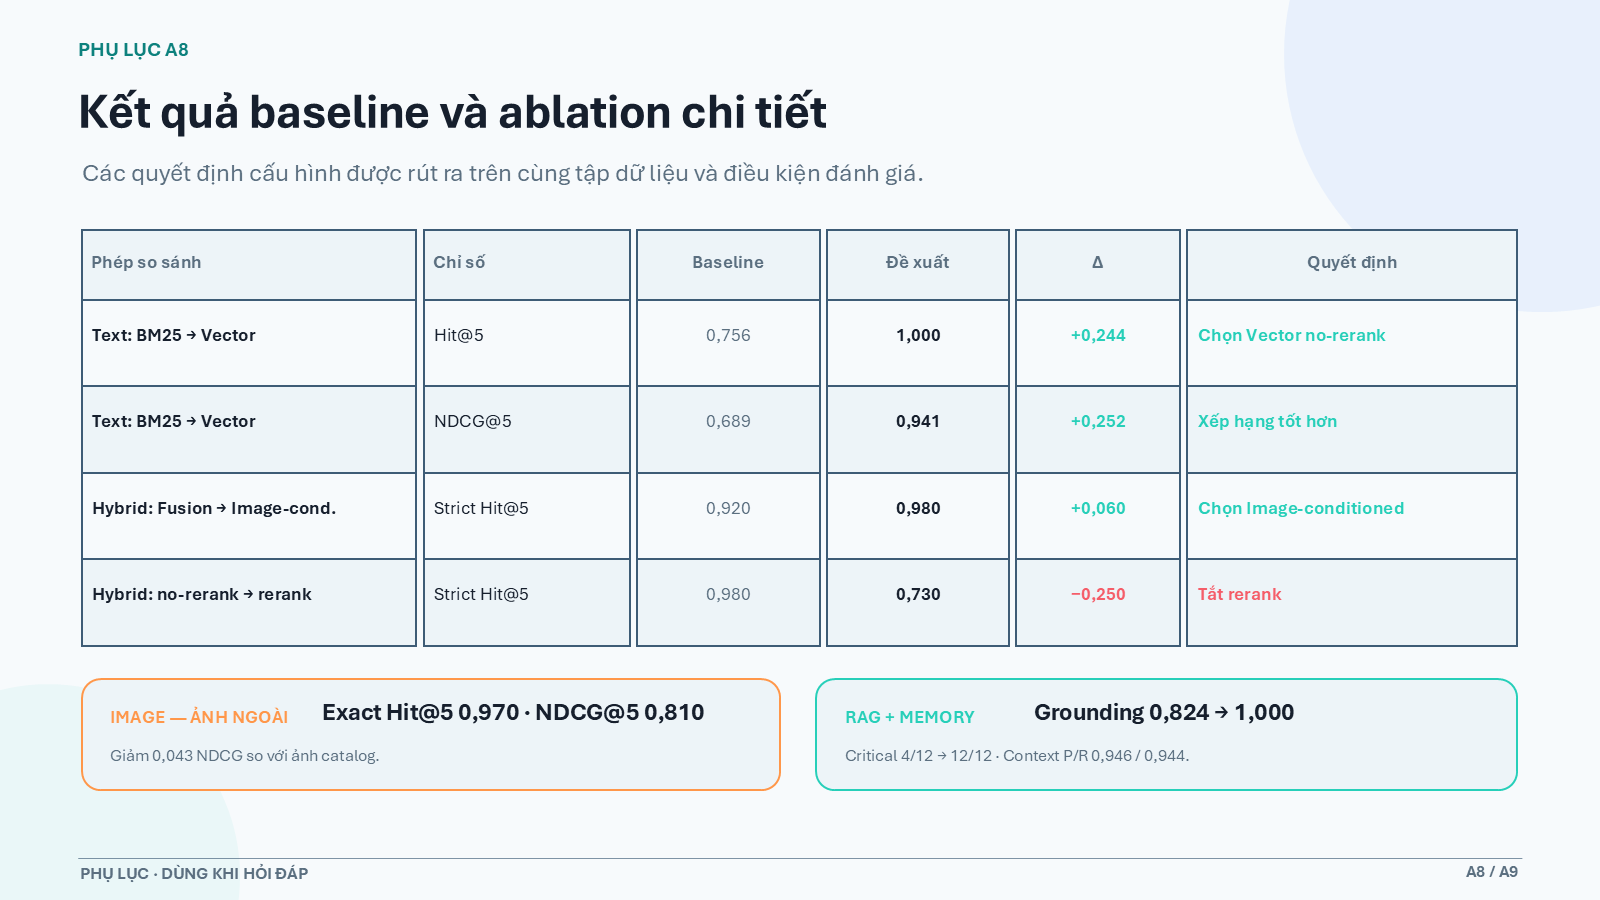 PHỤ LỤC A8
Kết quả baseline và ablation chi tiết
Các quyết định cấu hình được rút ra trên cùng tập dữ liệu và điều kiện đánh giá.
Phép so sánh Chỉ số Baseline Đề xuất Δ Quyết định
Text: BM25 → Vector Hit@5 0,756 1,000 +0,244 Chọn Vector no-rerank
Text: BM25 → Vector NDCG@5 0,689 0,941 +0,252 Xếp hạng tốt hơn
Hybrid: Fusion → Image-cond. Strict Hit@5 0,920 0,980 +0,060 Chọn Image-conditioned
Hybrid: no-rerank → rerank Strict Hit@5 0,980 0,730 −0,250 Tắt rerank
IMAGE — ẢNH NGOÀI Exact Hit@5 0,970 · NDCG@5 0,810
Giảm 0,043 NDCG so với ảnh catalog.
RAG + MEMORY Grounding 0,824 → 1,000
Critical 4/12 → 12/12 · Context P/R 0,946 / 0,944.
PHỤ LỤC · DÙNG KHI HỎI ĐÁP
A8 / A9